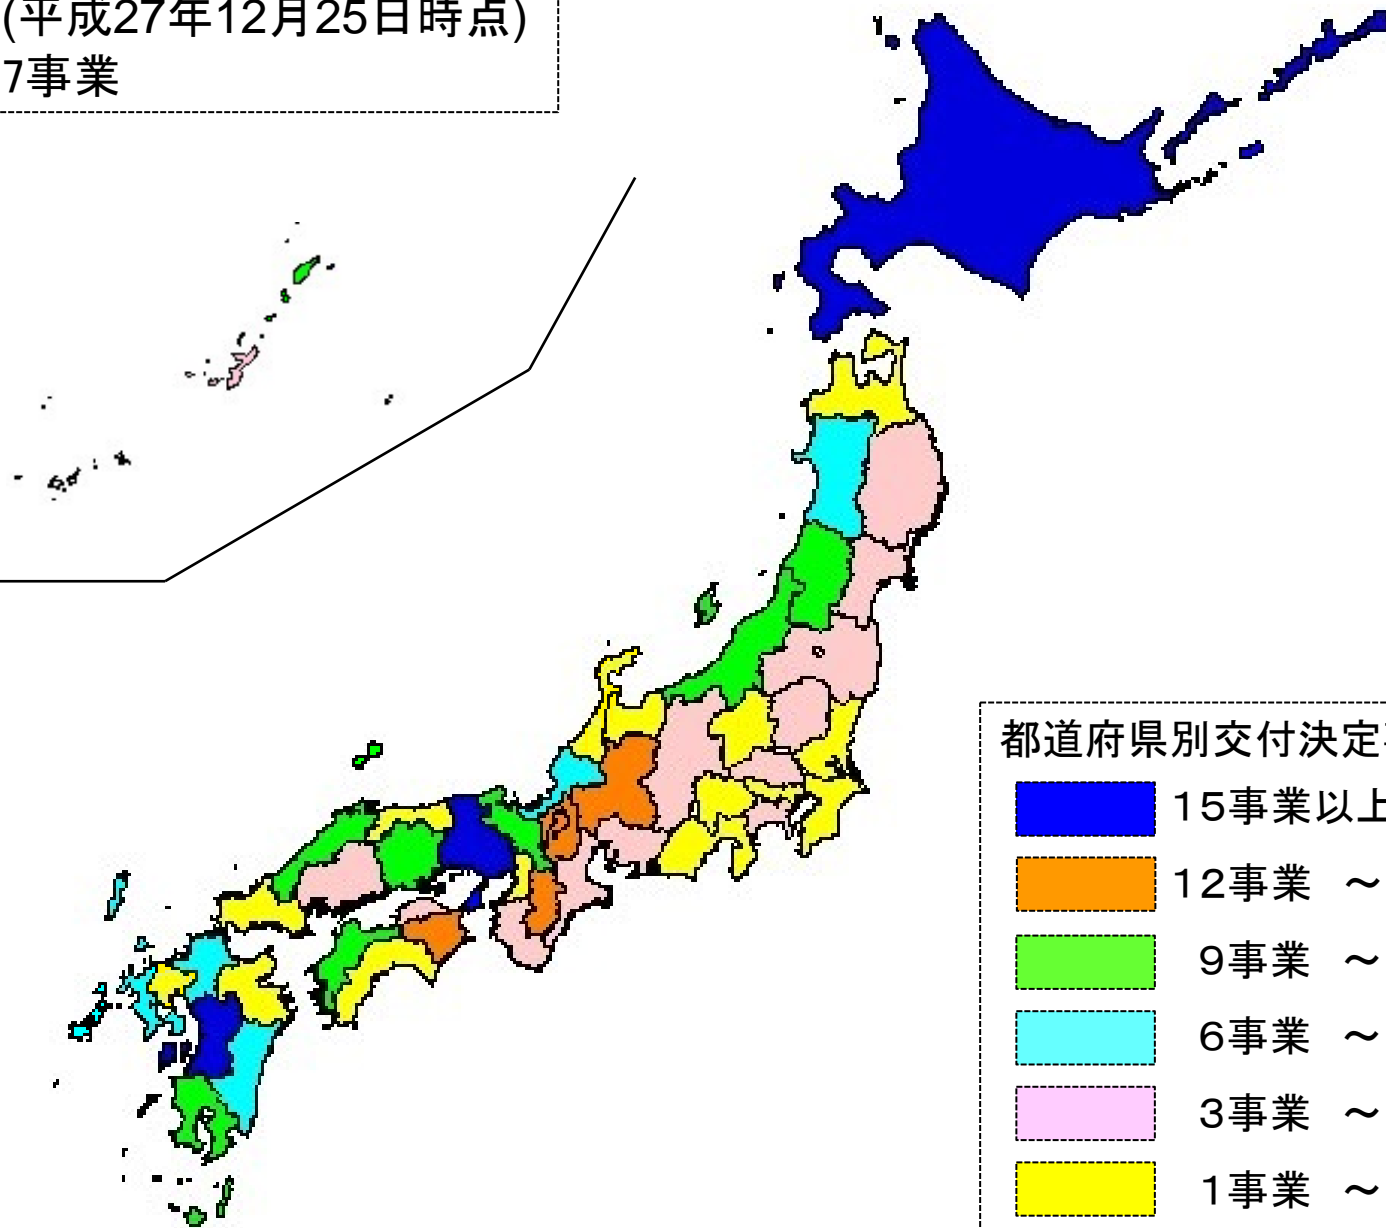 (平成27年12月25日時点)
7事業
都道府県別交付決定
15事業以上
12事業 ～
9事業 ～
6事業 ～
3事業 ～
1事業 ～